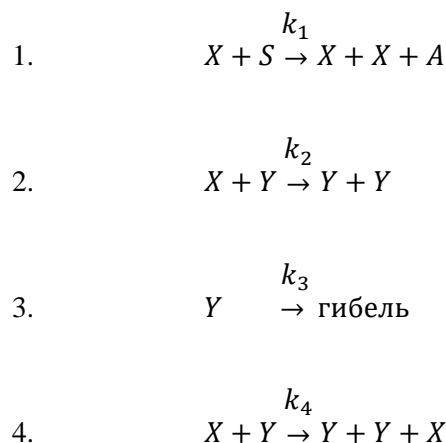 k₁
1. X + S → X + X + A
k₂
2. X + Y → Y + Y
k₃
3. Y → гибель
k₄
4. X + Y → Y + Y + X